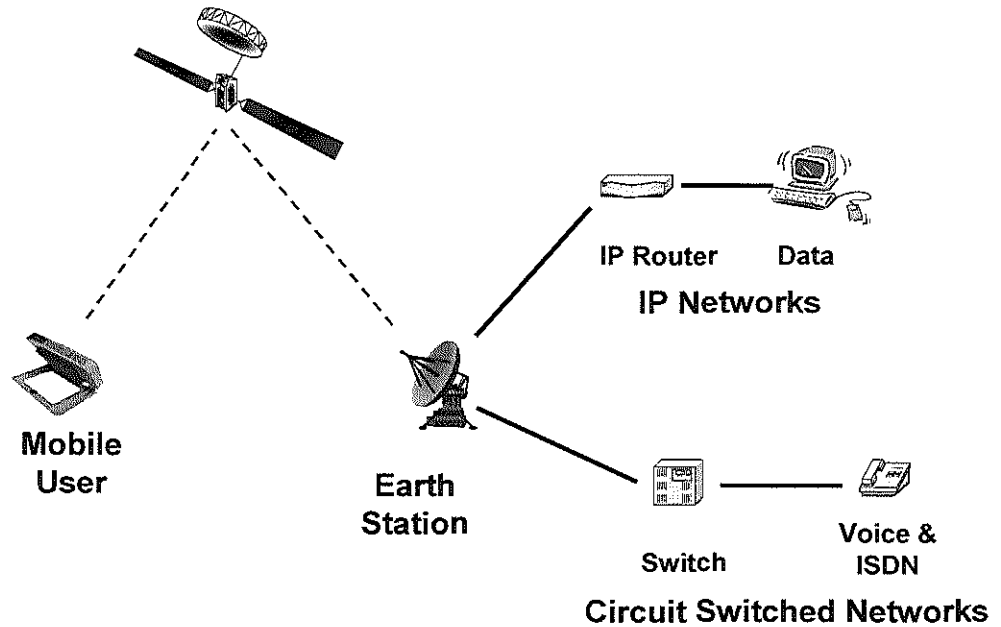 IP Router
Data
IP Networks
Mobile
User
Earth
Station
Switch
Voice &
ISDN
Circuit Switched Networks